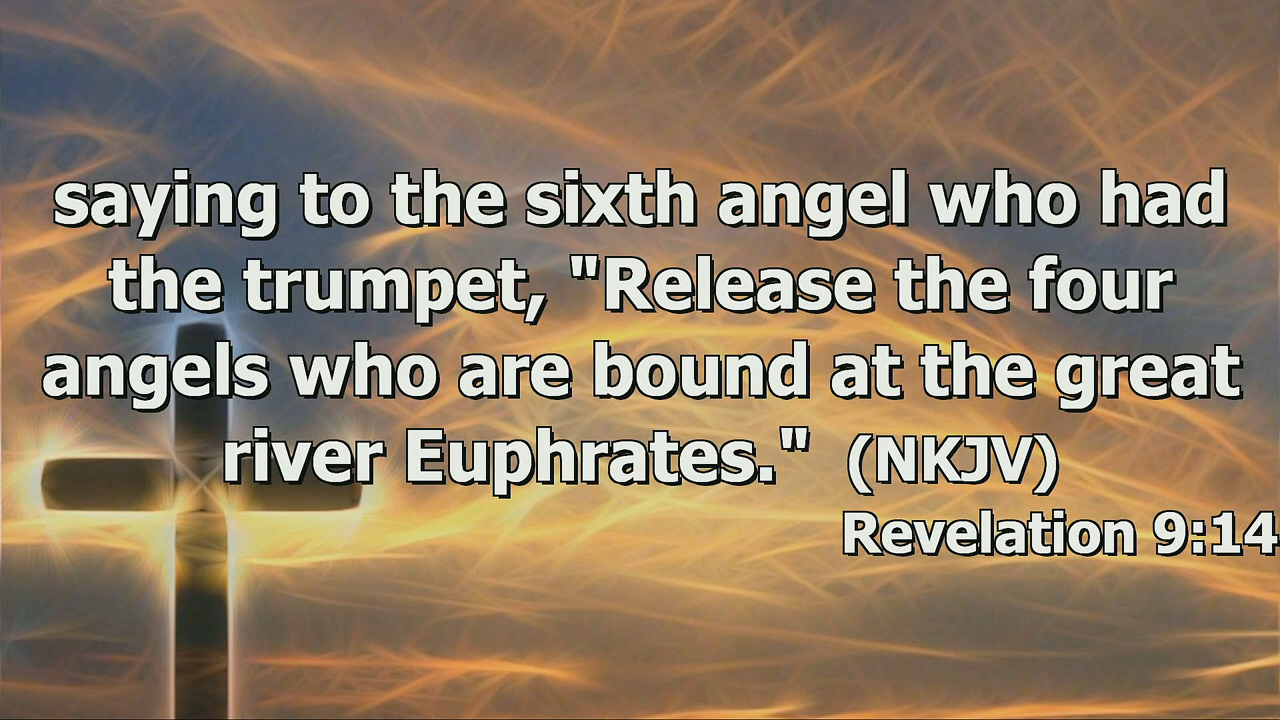 saying to the sixth angel who had
the trumpet, "Release the four
angels who are bound at the great
river Euphrates." (NKJV)
Revelation 9:14